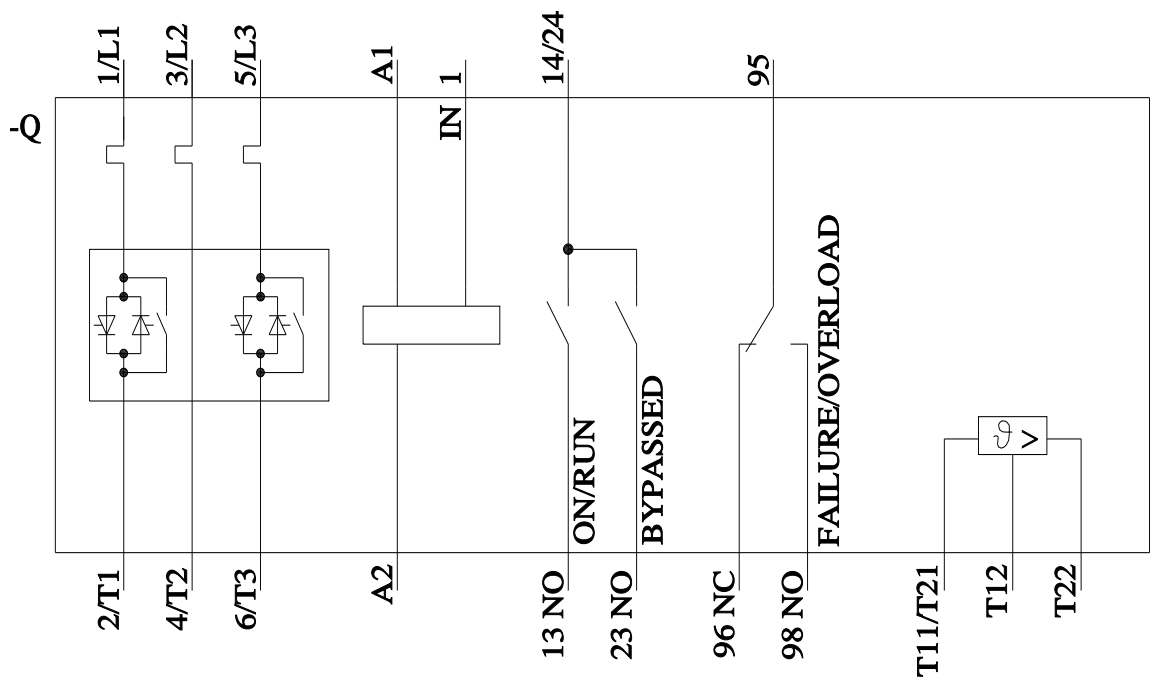 -Q
1/L1
3/L2
5/L3
A1
IN 1
14/24
95
ON/RUN
BYPASSED
FAILURE/OVERLOAD
ϑ >
2/T1
4/T2
6/T3
A2
13 NO
23 NO
96 NC
98 NO
T11/T21
T12
T22